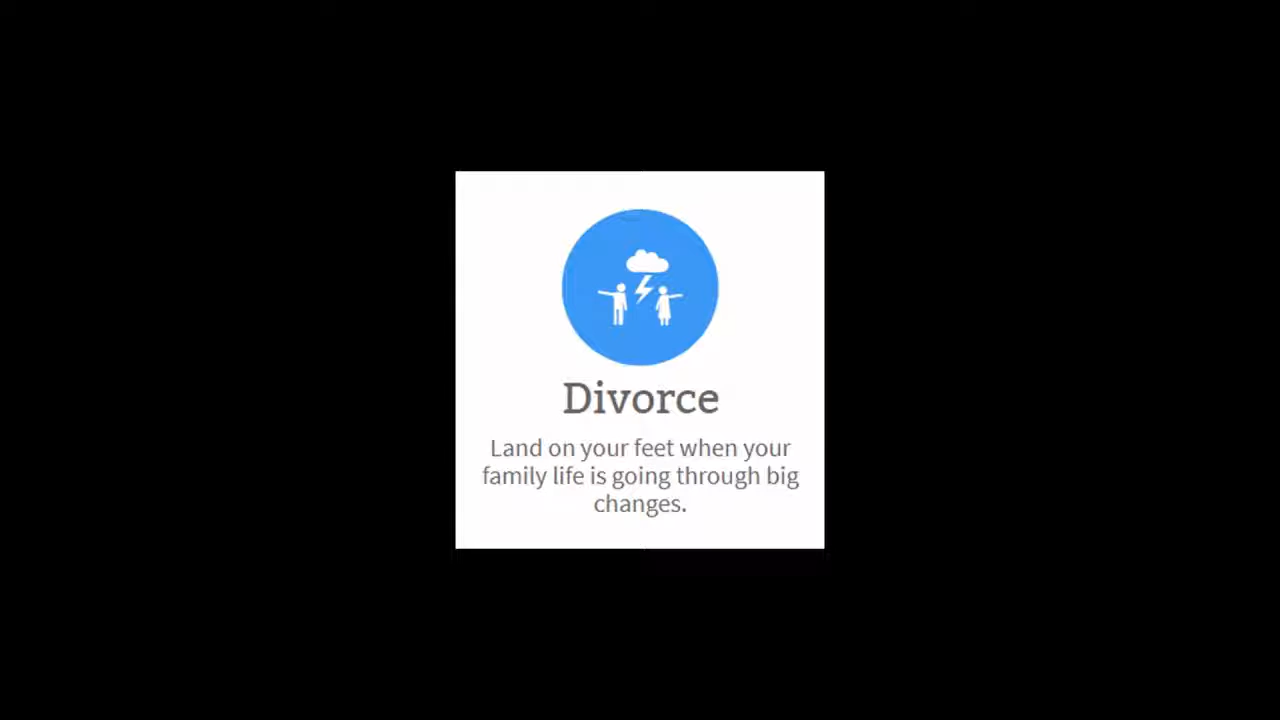 Divorce
Land on your feet when your
family life is going through big
changes.